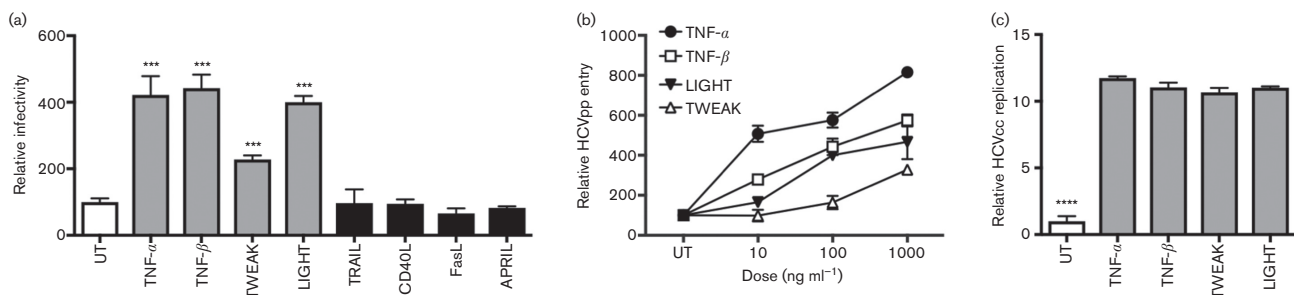 (a)
Relative infectivity
600
400
200
0
***
***
***
***
UT
TNF-α
TNF-β
TWEAK
LIGHT
TRAIL
CD40L
FasL
APRIL
(b)
Relative HCVpp entry
1000
800
600
400
200
0
TNF-α
TNF-β
LIGHT
TWEAK
UT
10
100
1000
Dose (ng ml⁻¹)
(c)
Relative HCVcc replication
15
10
5
0
****
UT
TNF-α
TNF-β
TWEAK
LIGHT